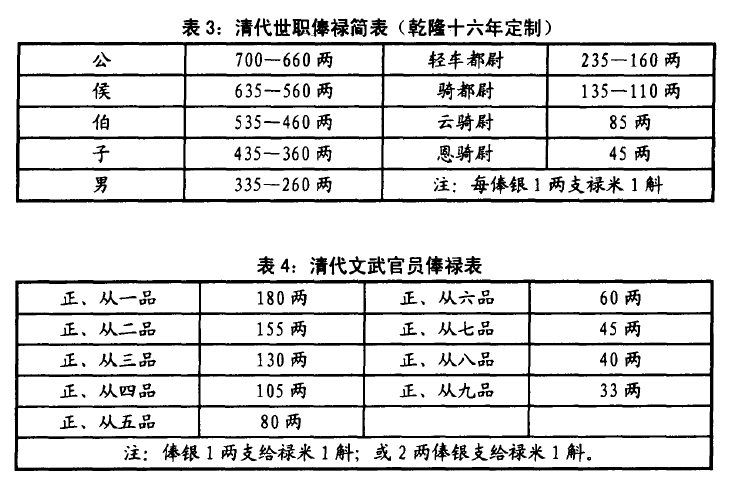 表 3：清代世职俸禄简表（乾隆十六年定制）
公 700—660 两 轻车都尉 235—160 两
侯 635—560 两 骑都尉 135—110 两
伯 535—460 两 云骑尉 85 两
子 435—360 两 恩骑尉 45 两
男 335—260 两 注：每俸银 1 两支禄米 1 斛
表 4：清代文武官员俸禄表
正、从一品 180 两 正、从六品 60 两
正、从二品 155 两 正、从七品 45 两
正、从三品 130 两 正、从八品 40 两
正、从四品 105 两 正、从九品 33 两
正、从五品 80 两
注：俸银 1 两支给禄米 1 斛；或 2 两俸银支给禄米 1 斛。